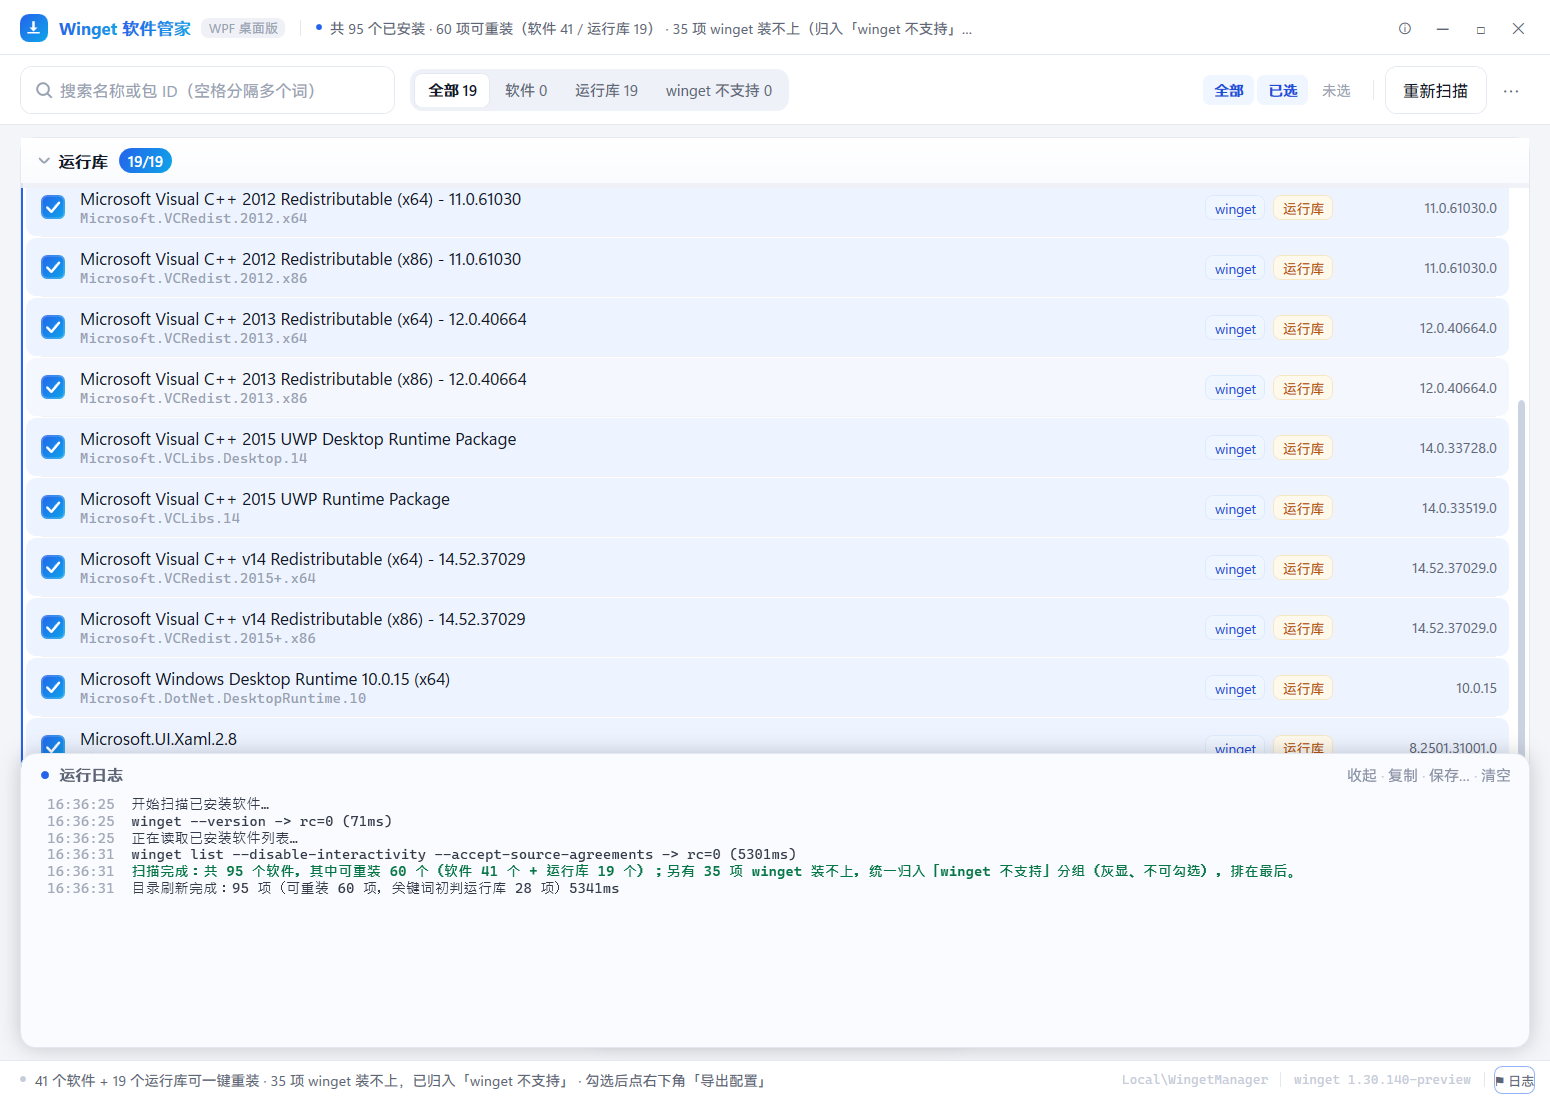 Winget 软件管家 WPF 桌面版 共 95 个已安装 · 60 项可重装（软件 41 / 运行库 19） · 35 项 winget 装不上（归入「winget 不支持」...
搜索名称或包 ID（空格分隔多个词） 全部 19 软件 0 运行库 19 winget 不支持 0 全部 已选 未选 重新扫描 ...
运行库 19/19
Microsoft Visual C++ 2012 Redistributable (x64) - 11.0.61030
Microsoft.VCRedist.2012.x64
winget 运行库 11.0.61030.0
Microsoft Visual C++ 2012 Redistributable (x86) - 11.0.61030
Microsoft.VCRedist.2012.x86
winget 运行库 11.0.61030.0
Microsoft Visual C++ 2013 Redistributable (x64) - 12.0.40664
Microsoft.VCRedist.2013.x64
winget 运行库 12.0.40664.0
Microsoft Visual C++ 2013 Redistributable (x86) - 12.0.40664
Microsoft.VCRedist.2013.x86
winget 运行库 12.0.40664.0
Microsoft Visual C++ 2015 UWP Desktop Runtime Package
Microsoft.VCLibs.Desktop.14
winget 运行库 14.0.33728.0
Microsoft Visual C++ 2015 UWP Runtime Package
Microsoft.VCLibs.14
winget 运行库 14.0.33519.0
Microsoft Visual C++ v14 Redistributable (x64) - 14.52.37029
Microsoft.VCRedist.2015+.x64
winget 运行库 14.52.37029.0
Microsoft Visual C++ v14 Redistributable (x86) - 14.52.37029
Microsoft.VCRedist.2015+.x86
winget 运行库 14.52.37029.0
Microsoft Windows Desktop Runtime 10.0.15 (x64)
Microsoft.DotNet.DesktopRuntime.10
winget 运行库 10.0.15
Microsoft.UI.Xaml.2.8
winget 运行库 8.2501.31001.0
运行日志 收起 · 复制 · 保存... · 清空
16:36:25 开始扫描已安装软件…
16:36:25 winget --version -> rc=0 (71ms)
16:36:25 正在读取已安装软件列表…
16:36:31 winget list --disable-interactivity --accept-source-agreements -> rc=0 (5301ms)
16:36:31 扫描完成：共 95 个软件，其中可重装 60 个（软件 41 个 + 运行库 19 个）；另有 35 项 winget 装不上，统一归入「winget 不支持」分组（灰显、不可勾选），排在最后。
16:36:31 目录刷新完成：95 项（可重装 60 项，关键词初判运行库 28 项）5341ms
41 个软件 + 19 个运行库可一键重装 · 35 项 winget 装不上，已归入「winget 不支持」 · 勾选后点右下角「导出配置」 Local\WingetManager winget 1.30.140-preview 日志